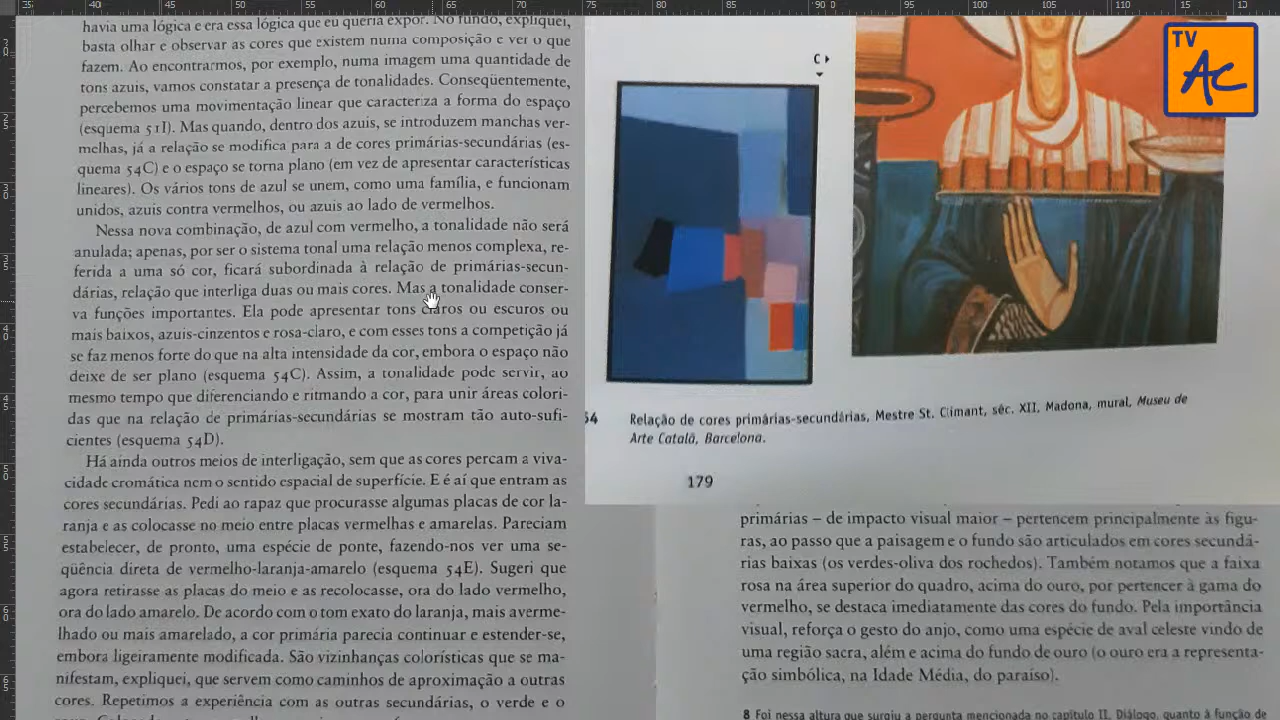 havia uma lógica e era essa lógica que eu queria expor. No fundo, expliquei,
basta olhar e observar as cores que existem numa composição e ver o que
fazem. Ao encontrarmos, por exemplo, numa imagem uma quantidade de
tons azuis, vamos constatar a presença de tonalidades. Conseqüentemente,
percebemos uma movimentação linear que caracteriza a forma do espaço
(esquema 51I). Mas quando, dentro dos azuis, se introduzem manchas ver-
melhas, já a relação se modifica para a de cores primárias-secundárias (es-
quema 54C) e o espaço se torna plano (em vez de apresentar características
lineares). Os vários tons de azul se unem, como uma família, e funcionam
unidos, azuis contra vermelhos, ou azuis ao lado de vermelhos.
Nessa nova combinação, de azul com vermelho, a tonalidade não será
anulada; apenas, por ser o sistema tonal uma relação menos complexa, re-
ferida a uma só cor, ficará subordinada à relação de primárias-secun-
dárias, relação que interliga duas ou mais cores. Mas a tonalidade conser-
va funções importantes. Ela pode apresentar tons claros ou escuros ou
mais baixos, azuis-cinzentos e rosa-claro, e com esses tons a competição já
se faz menos forte do que na alta intensidade da cor, embora o espaço não
deixe de ser plano (esquema 54C). Assim, a tonalidade pode servir, ao
mesmo tempo que diferenciando e ritmando a cor, para unir áreas colori-
das que na relação de primárias-secundárias se mostram tão auto-sufi-
cientes (esquema 54D).
Há ainda outros meios de interligação, sem que as cores percam a viva-
cidade cromática nem o sentido espacial de superfície. E é aí que entram as
cores secundárias. Pedi ao rapaz que procurasse algumas placas de cor la-
ranja e as colocasse no meio entre placas vermelhas e amarelas. Pareciam
estabelecer, de pronto, uma espécie de ponte, fazendo-nos ver uma se-
qüência direta de vermelho-laranja-amarelo (esquema 54E). Sugeri que
agora retirasse as placas do meio e as recolocasse, ora do lado vermelho,
ora do lado amarelo. De acordo com o tom exato do laranja, mais averme-
lhado ou mais amarelado, a cor primária parecia continuar e estender-se,
embora ligeiramente modificada. São vizinhanças colorísticas que se ma-
nifestam, expliquei, que servem como caminhos de aproximação a outras
cores. Repetimos a experiência com as outras secundárias, o verde e o
C
TV
AC
54 Relação de cores primárias-secundárias, Mestre St. Climant, séc. XII, Madona, mural, Museu de
Arte Catalã, Barcelona.
179
primárias – de impacto visual maior – pertencem principalmente às figu-
ras, ao passo que a paisagem e o fundo são articulados em cores secundá-
rias baixas (os verdes-oliva dos rochedos). Também notamos que a faixa
rosa na área superior do quadro, acima do ouro, por pertencer à gama do
vermelho, se destaca imediatamente das cores do fundo. Pela importância
visual, reforça o gesto do anjo, como uma espécie de aval celeste vindo de
uma região sacra, além e acima do fundo de ouro (o ouro era a representa-
ção simbólica, na Idade Média, do paraíso).
8 Foi nessa altura que surgiu a pergunta mencionada no capítulo II, Diálogo, quanto à função de
35 40 45 50 55 60 65 70 75 80 85 90 0 95 100 105 110 115 13